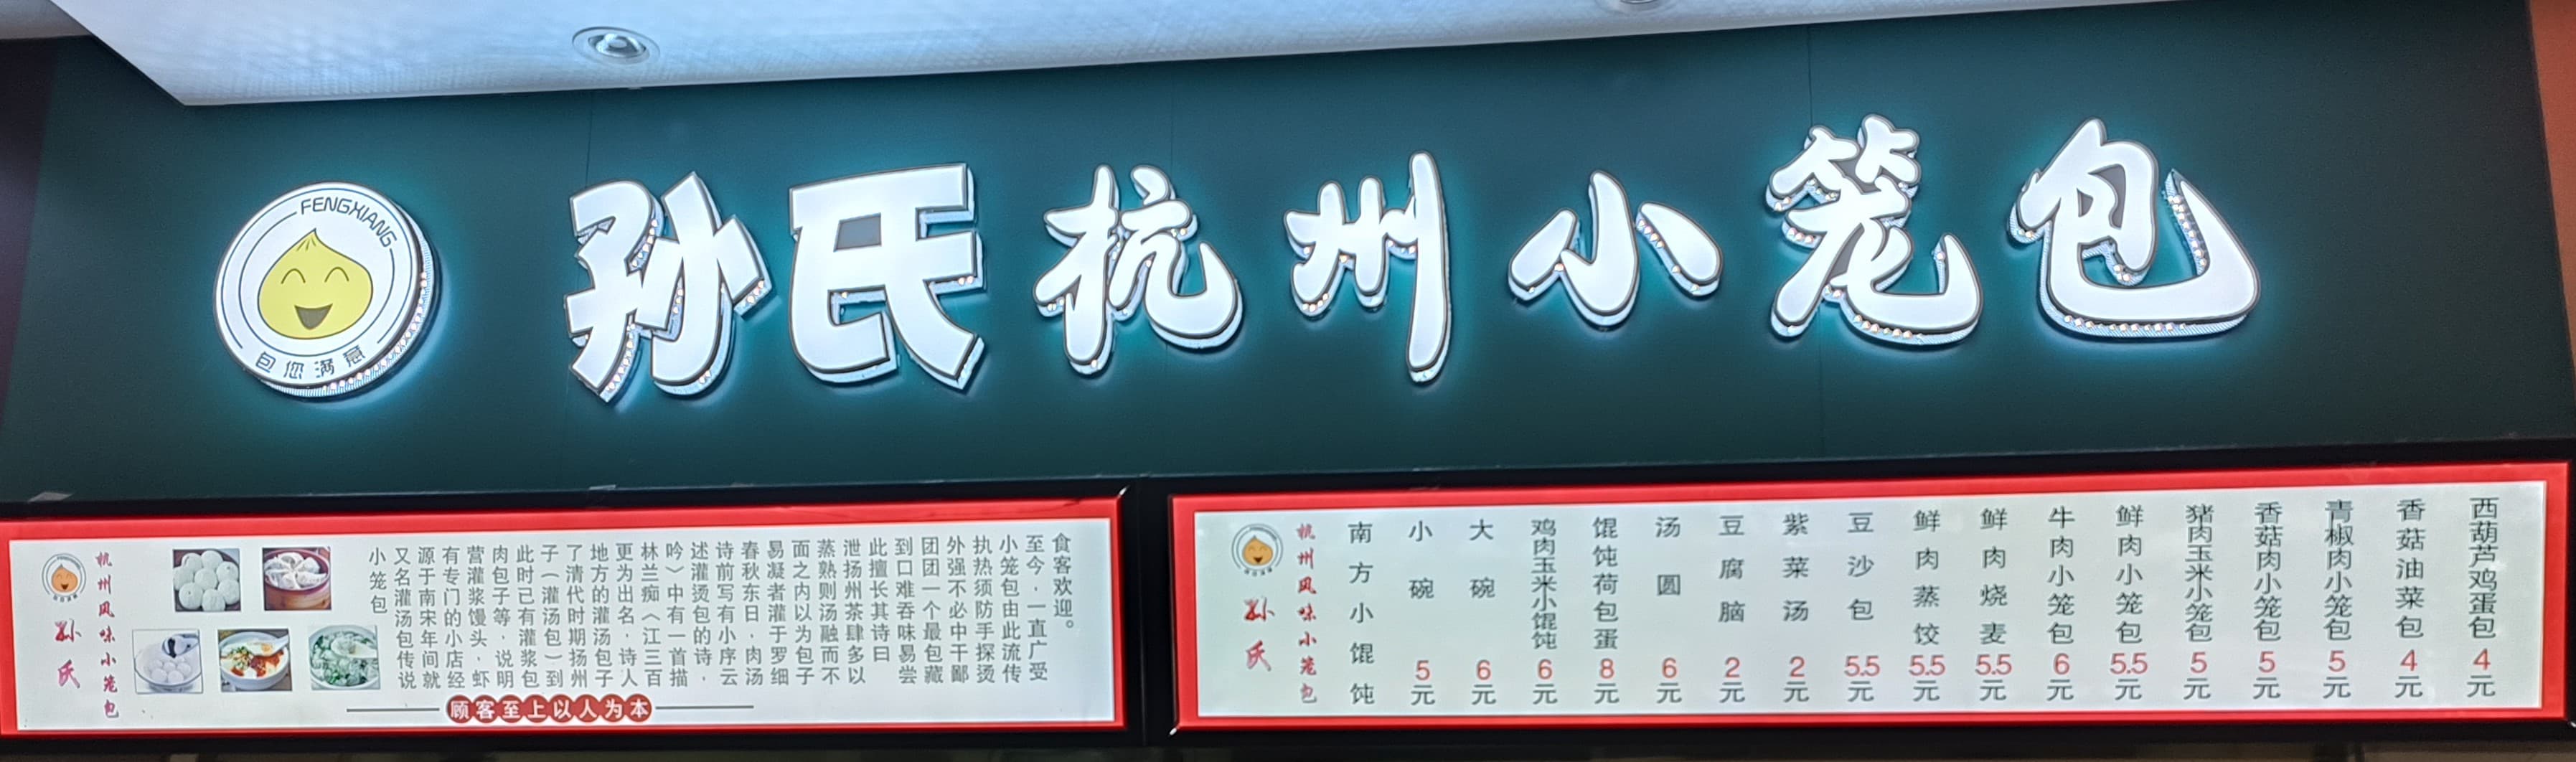 FENGXIANG
包您满意
孙氏杭州小笼包
杭州风味小笼包
孙氏
小笼包
又名灌汤包传说
源于南宋年间就
有专门的小店经
营灌浆馒头，虾
肉包子等，说明
此时已有灌浆包
子（灌汤包）到
了清代时期扬州
地方的灌汤包子
更为出名，诗人
林兰痴〈江三百
吟〉中有一首描
述灌烫包的诗，
诗前写有小序云
春秋东日，肉汤
易凝者灌于罗细
面之内以为包子
蒸熟则汤融而不
泄扬州茶肆多以
此擅长其诗曰
到口难吞味易尝
团团一个最包藏
外强不必中干鄙
执热须防手探烫
小笼包由此流传
至今，一直广受
食客欢迎。
顾客至上以人为本
杭州风味小笼包
孙氏
南方小馄饨
小碗 5元
大碗 6元
鸡肉玉米小馄饨 6元
馄饨荷包蛋 8元
汤圆 6元
豆腐脑 2元
紫菜汤 2元
豆沙包 5.5元
鲜肉蒸饺 5.5元
鲜肉烧麦 5.5元
牛肉小笼包 6元
鲜肉小笼包 5.5元
猪肉玉米小笼包 5元
香菇肉小笼包 5元
青椒肉小笼包 5元
香菇油菜包 4元
西葫芦鸡蛋包 4元